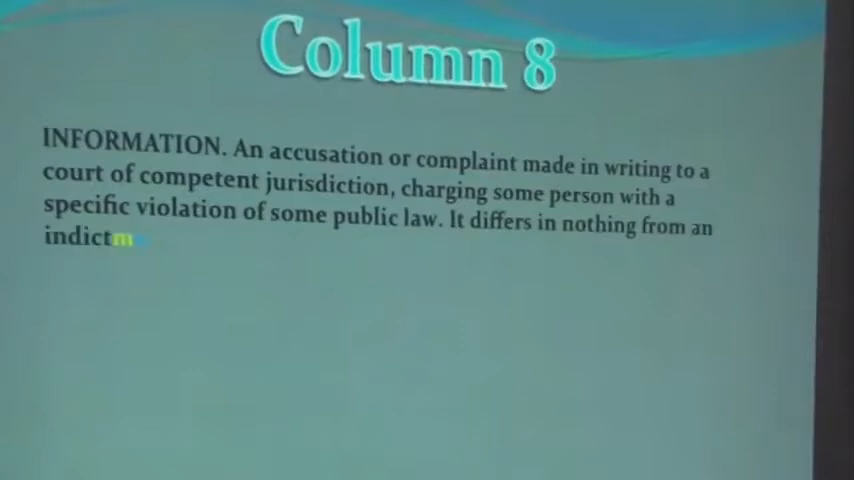 Column 8
INFORMATION. An accusation or complaint made in writing to a
court of competent jurisdiction, charging some person with a
specific violation of some public law. It differs in nothing from an
indictm